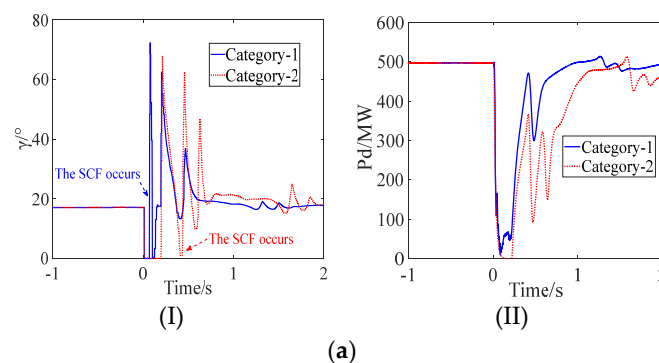 80
60
40
20
0
γ/°
Category-1
Category-2
The SCF occurs
The SCF occurs
-1
0
1
2
Time/s
(I)
600
500
400
300
200
100
0
Pd/MW
Category-1
Category-2
-1
0
1
2
Time/s
(II)
(a)